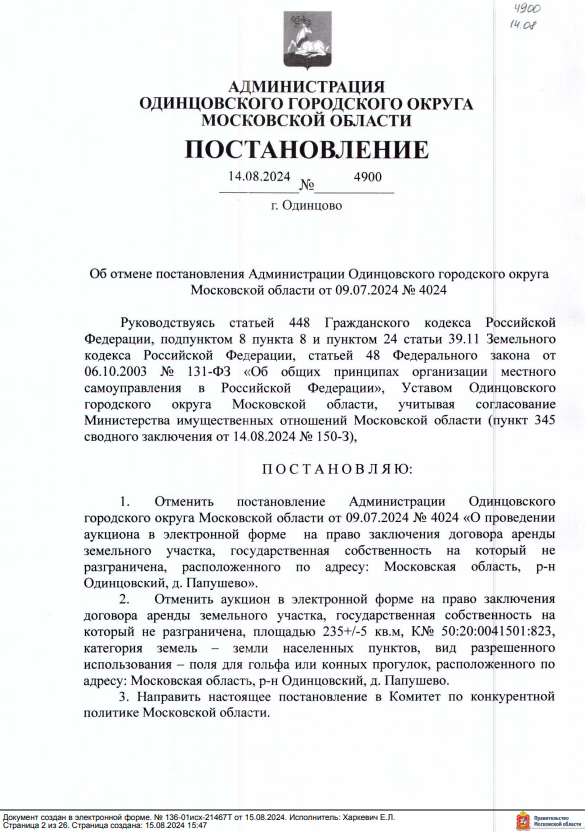 4900
14.08
АДМИНИСТРАЦИЯ
ОДИНЦОВСКОГО ГОРОДСКОГО ОКРУГА
МОСКОВСКОЙ ОБЛАСТИ
ПОСТАНОВЛЕНИЕ
14.08.2024 № 4900
г. Одинцово
Об отмене постановления Администрации Одинцовского городского округа
Московской области от 09.07.2024 № 4024
Руководствуясь статьей 448 Гражданского кодекса Российской
Федерации, подпунктом 8 пункта 8 и пунктом 24 статьи 39.11 Земельного
кодекса Российской Федерации, статьей 48 Федерального закона от
06.10.2003 № 131-ФЗ «Об общих принципах организации местного
самоуправления в Российской Федерации», Уставом Одинцовского
городского округа Московской области, учитывая согласование
Министерства имущественных отношений Московской области (пункт 345
сводного заключения от 14.08.2024 № 150-З),
П О С Т А Н О В Л Я Ю:
1. Отменить постановление Администрации Одинцовского
городского округа Московской области от 09.07.2024 № 4024 «О проведении
аукциона в электронной форме на право заключения договора аренды
земельного участка, государственная собственность на который не
разграничена, расположенного по адресу: Московская область, р-н
Одинцовский, д. Папушево».
2. Отменить аукцион в электронной форме на право заключения
договора аренды земельного участка, государственная собственность на
который не разграничена, площадью 235+/-5 кв.м, К№ 50:20:0041501:823,
категория земель – земли населенных пунктов, вид разрешенного
использования – поля для гольфа или конных прогулок, расположенного по
адресу: Московская область, р-н Одинцовский, д. Папушево.
3. Направить настоящее постановление в Комитет по конкурентной
политике Московской области.
Документ создан в электронной форме. № 136-01исх-21467Т от 15.08.2024. Исполнитель: Харкевич Е.Л.
Страница 2 из 26. Страница создана: 15.08.2024 15:47
Правительство
Московской области